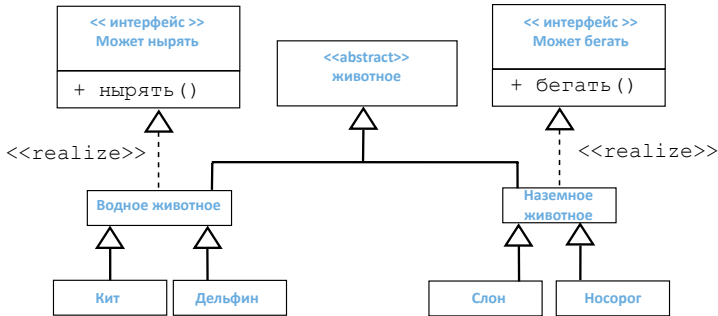 << интерфейс >>
Может нырять
+ нырять()
<<abstract>>
животное
<< интерфейс >>
Может бегать
+ бегать()
<<realize>>
<<realize>>
Водное животное
Наземное
животное
Кит
Дельфин
Слон
Носорог